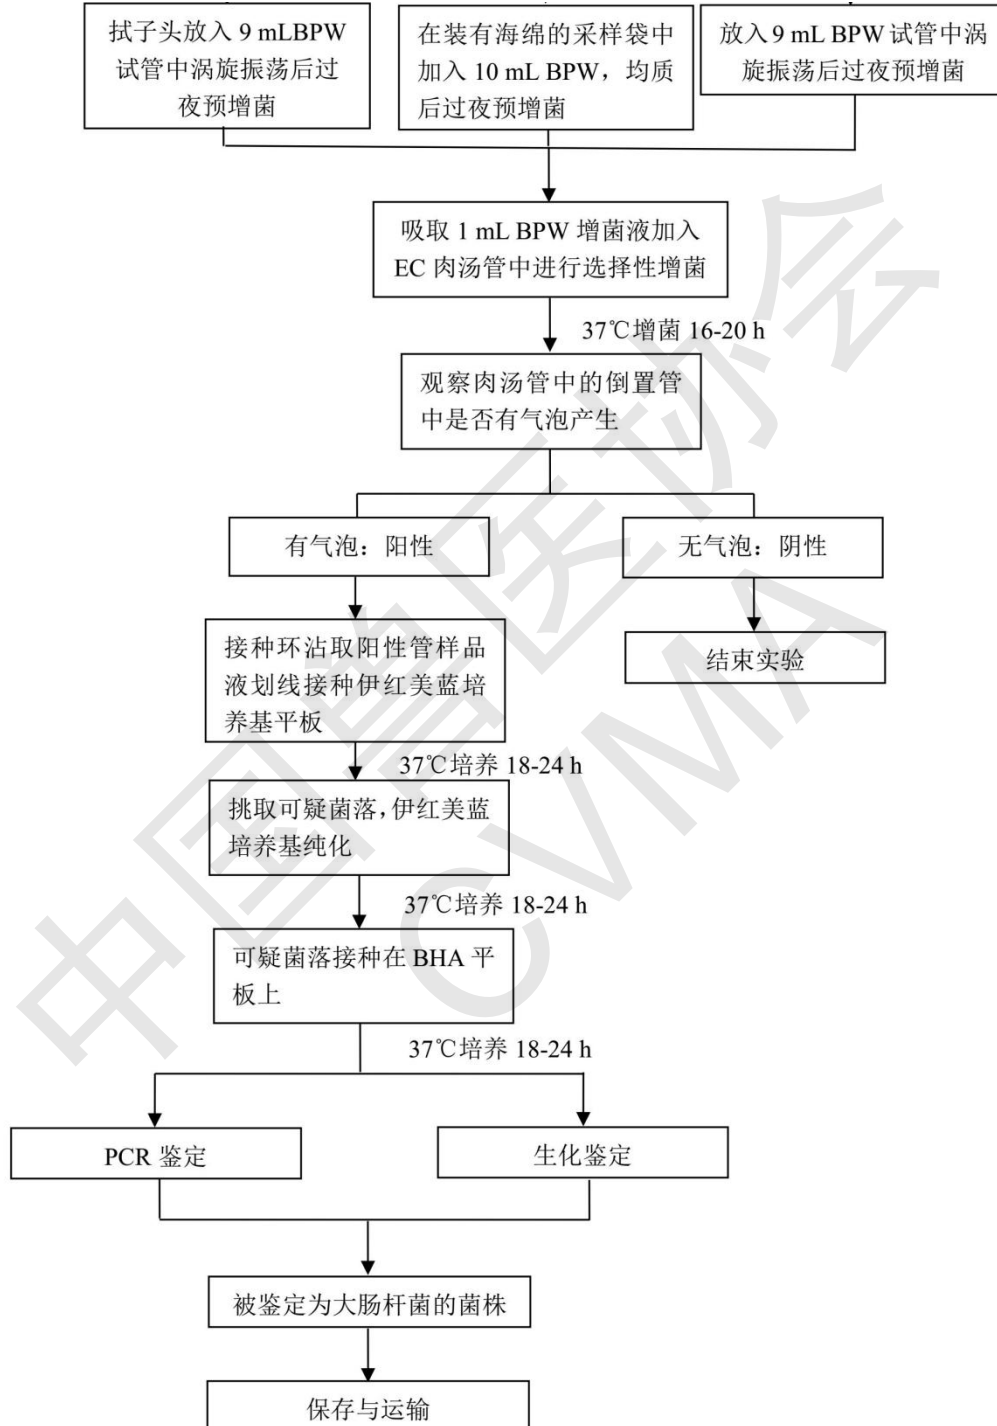 拭子头放入 9 mLBPW
试管中涡旋振荡后过
夜预增菌
在装有海绵的采样袋中
加入 10 mL BPW，均质
后过夜预增菌
放入 9 mL BPW 试管中涡
旋振荡后过夜预增菌
吸取 1 mL BPW 增菌液加入
EC 肉汤管中进行选择性增菌
37℃增菌 16-20 h
观察肉汤管中的倒置管
中是否有气泡产生
有气泡：阳性
无气泡：阴性
接种环沾取阳性管样品
液划线接种伊红美蓝培
养基平板
结束实验
37℃培养 18-24 h
挑取可疑菌落，伊红美蓝
培养基纯化
37℃培养 18-24 h
可疑菌落接种在 BHA 平
板上
37℃培养 18-24 h
PCR 鉴定
生化鉴定
被鉴定为大肠杆菌的菌株
保存与运输
中国兽医协会
CVMA